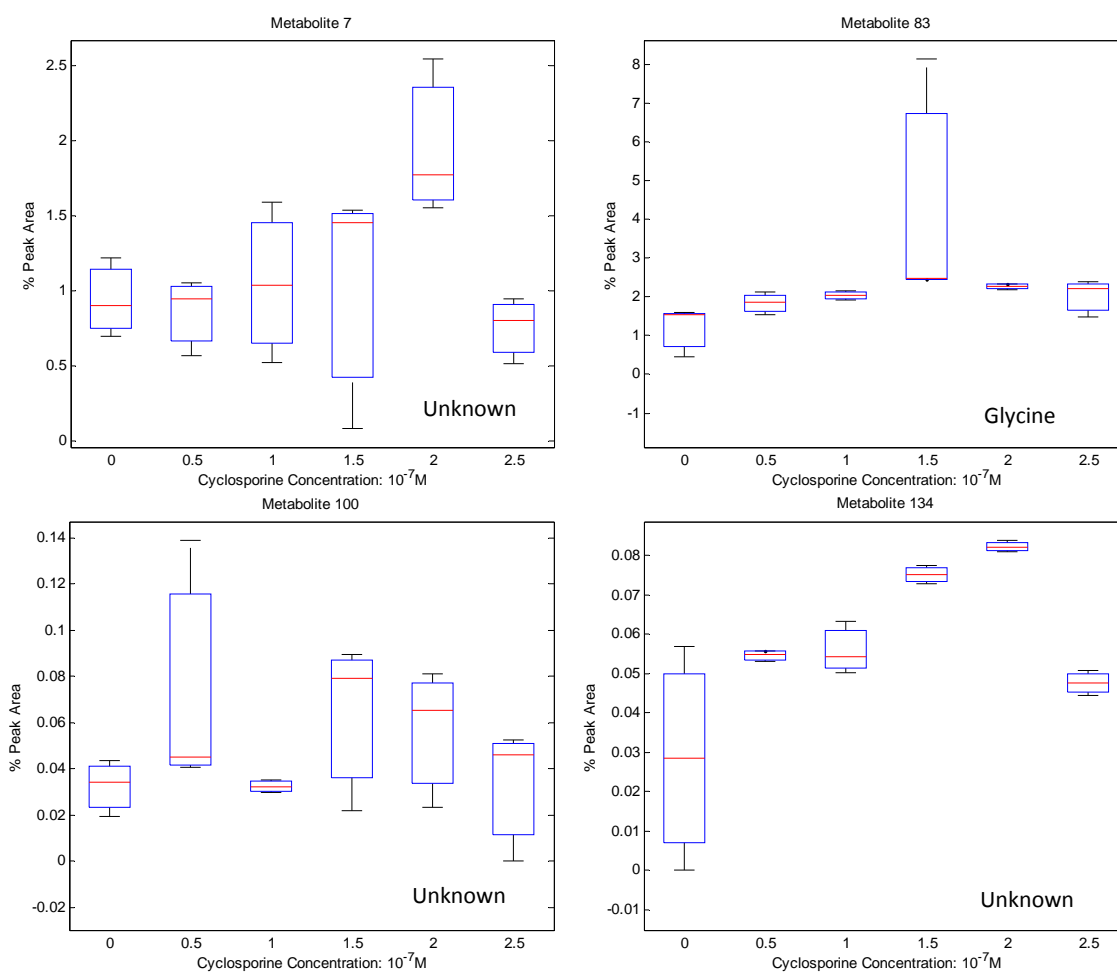 Metabolite 7
2.5
2
1.5
1
0.5
0
% Peak Area
Unknown
0 0.5 1 1.5 2 2.5
Cyclosporine Concentration: 10⁻⁷M
Metabolite 83
8
7
6
5
4
3
2
1
0
-1
% Peak Area
Glycine
0 0.5 1 1.5 2 2.5
Cyclosporine Concentration: 10⁻⁷M
Metabolite 100
0.14
0.12
0.1
0.08
0.06
0.04
0.02
0
-0.02
% Peak Area
Unknown
0 0.5 1 1.5 2 2.5
Cyclosporine Concentration: 10⁻⁷M
Metabolite 134
0.08
0.07
0.06
0.05
0.04
0.03
0.02
0.01
0
-0.01
% Peak Area
Unknown
0 0.5 1 1.5 2 2.5
Cyclosporine Concentration: 10⁻⁷M